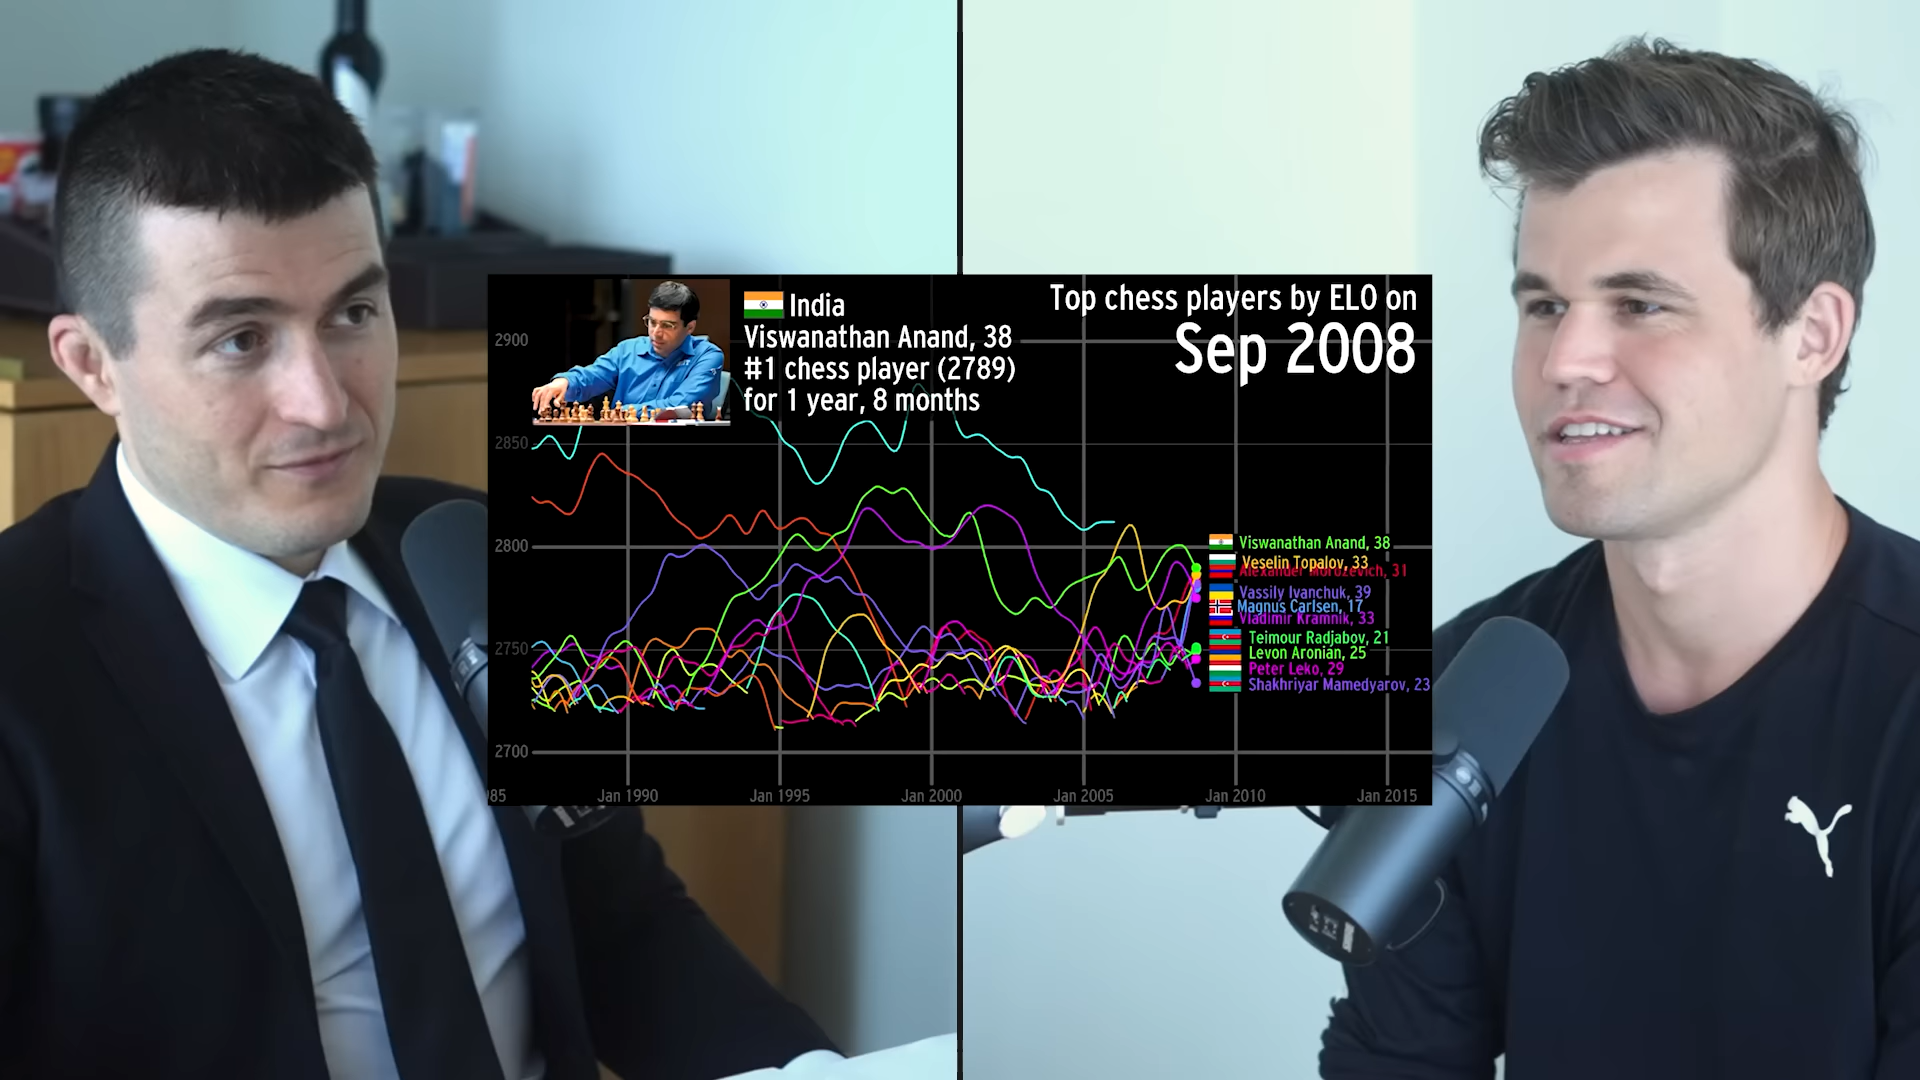 India
Viswanathan Anand, 38
#1 chess player (2789)
for 1 year, 8 months
Top chess players by ELO on
Sep 2008
2900
2850
2800
2750
2700
Viswanathan Anand, 38
Veselin Topalov, 33
Alexander Morozevich, 31
Vassily Ivanchuk, 39
Magnus Carlsen, 17
Vladimir Kramnik, 33
Teimour Radjabov, 21
Levon Aronian, 25
Peter Leko, 29
Shakhriyar Mamedyarov, 23
85
Jan 1990
Jan 1995
Jan 2000
Jan 2005
Jan 2010
Jan 2015
SHURE